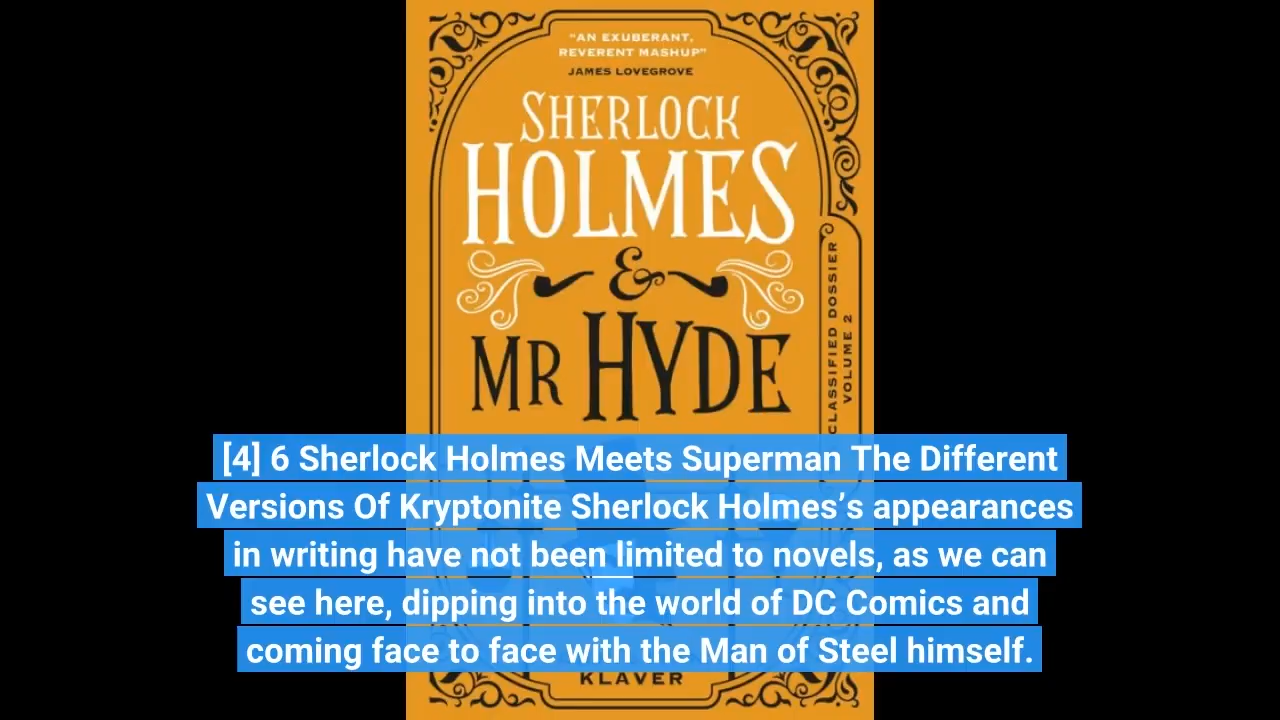 "AN EXUBERANT,
REVERENT MASHUP"
JAMES LOVEGROVE
SHERLOCK
HOLMES
&
MR HYDE
CLASSIFIED DOSSIER
VOLUME 2
[4] 6 Sherlock Holmes Meets Superman The Different
Versions Of Kryptonite Sherlock Holmes’s appearances
in writing have not been limited to novels, as we can
see here, dipping into the world of DC Comics and
coming face to face with the Man of Steel himself.
KLAVER